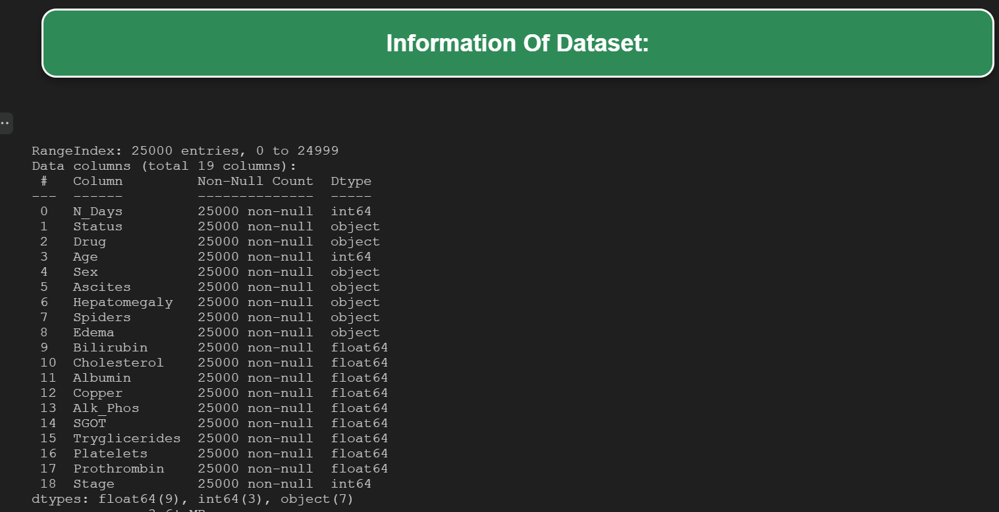 Information Of Dataset:
RangeIndex: 25000 entries, 0 to 24999
Data columns (total 19 columns):
 #   Column         Non-Null Count  Dtype
---  ------         --------------  -----
 0   N_Days         25000 non-null  int64
 1   Status         25000 non-null  object
 2   Drug           25000 non-null  object
 3   Age            25000 non-null  int64
 4   Sex            25000 non-null  object
 5   Ascites        25000 non-null  object
 6   Hepatomegaly   25000 non-null  object
 7   Spiders        25000 non-null  object
 8   Edema          25000 non-null  object
 9   Bilirubin      25000 non-null  float64
 10  Cholesterol    25000 non-null  float64
 11  Albumin        25000 non-null  float64
 12  Copper         25000 non-null  float64
 13  Alk_Phos       25000 non-null  float64
 14  SGOT           25000 non-null  float64
 15  Tryglicerides  25000 non-null  float64
 16  Platelets      25000 non-null  float64
 17  Prothrombin    25000 non-null  float64
 18  Stage          25000 non-null  int64
dtypes: float64(9), int64(3), object(7)